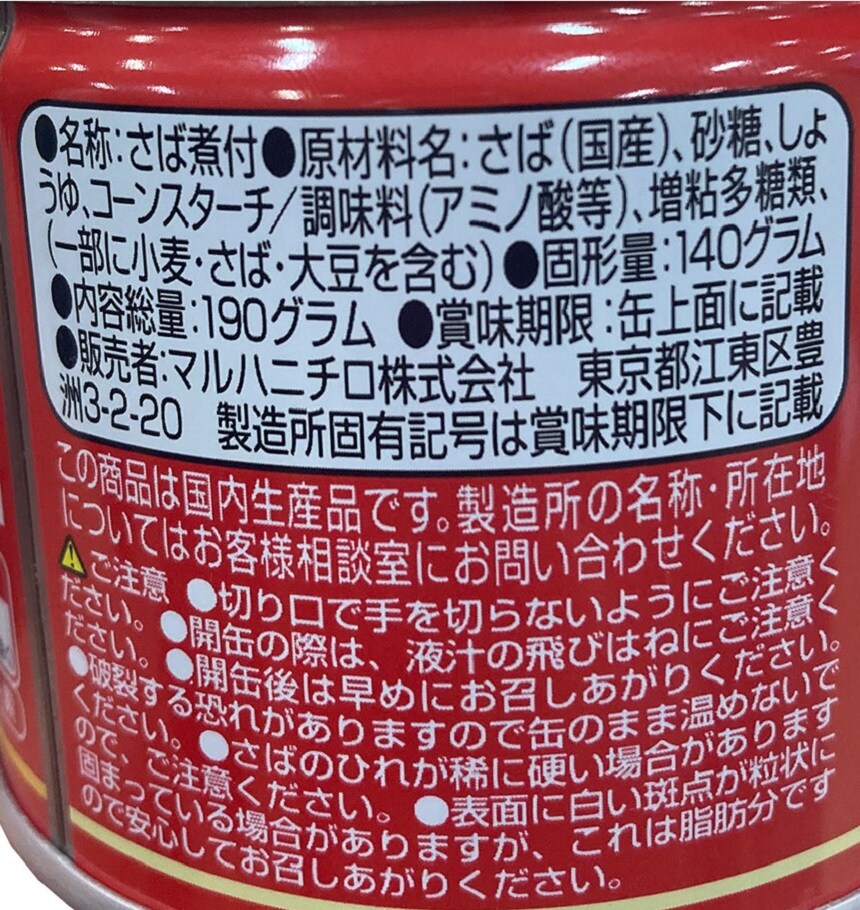 ●名称:さば煮付●原材料名:さば(国産)、砂糖、しょ
うゆ、コーンスターチ/調味料(アミノ酸等)、増粘多糖類、
(一部に小麦・さば・大豆を含む)●固形量:140グラム
●内容総量:190グラム ●賞味期限:缶上面に記載
●販売者:マルハニチロ株式会社 東京都江東区豊
洲3-2-20 製造所固有記号は賞味期限下に記載
この商品は国内生産品です。製造所の名称・所在地
についてはお客様相談室にお問い合わせください。
⚠ご注意 ●切り口で手を切らないようにご注意く
ださい。●開缶の際は、液汁の飛びはねにご注意く
ださい。●開缶後は早めにお召しあがりください。
●破裂する恐れがありますので缶のまま温めないで
ください。●さばのひれが稀に硬い場合があります
ので、ご注意ください。●表面に白い斑点が粒状に
固まっている場合がありますが、これは脂肪分です
ので安心してお召しあがりください。